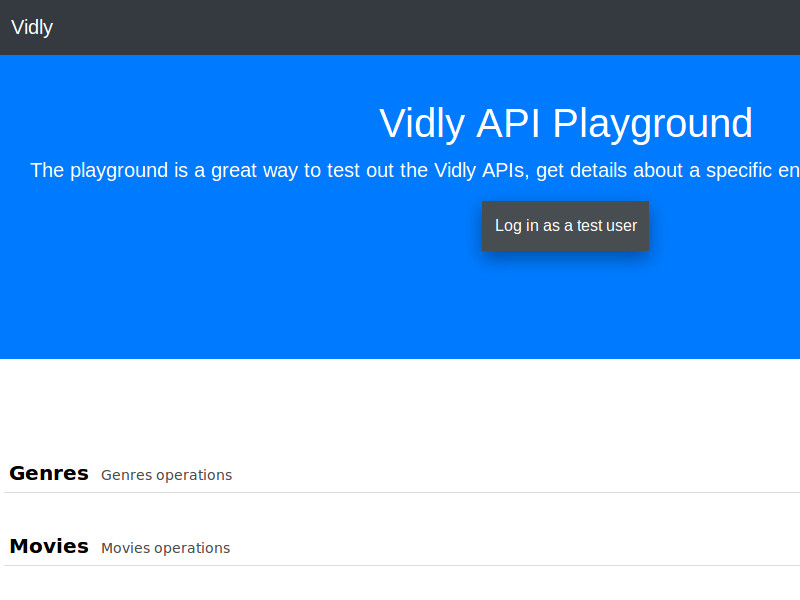 Vidly
Vidly API Playground
The playground is a great way to test out the Vidly APIs, get details about a specific en
Log in as a test user
Genres Genres operations
Movies Movies operations